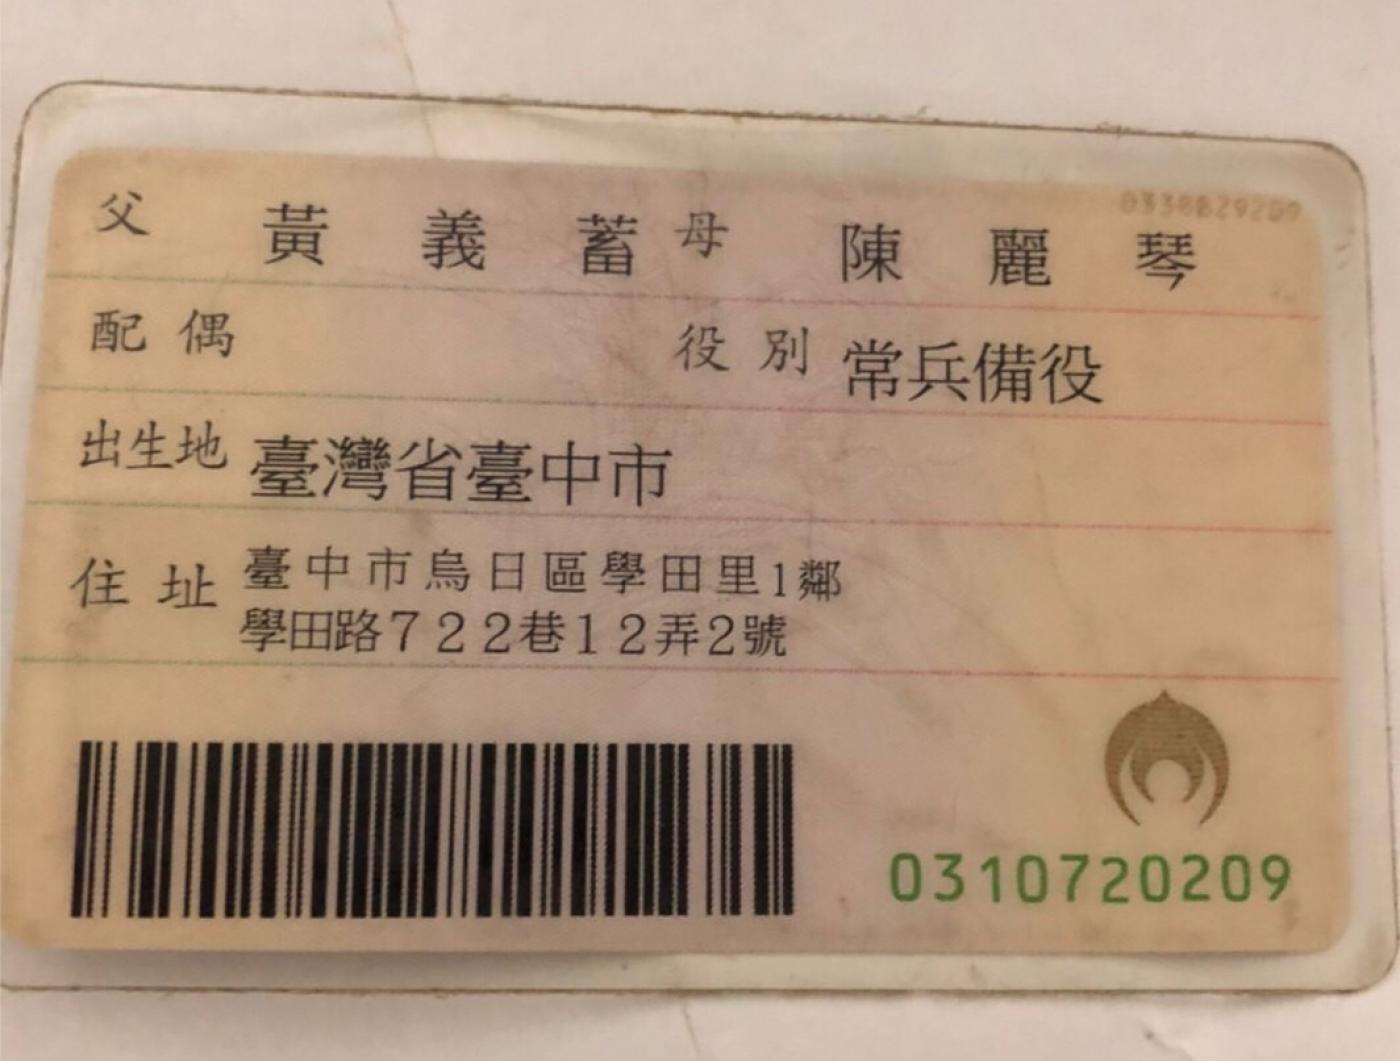 父 黃義蓄 母 陳麗琴
配偶 役別 常兵備役
出生地 臺灣省臺中市
住址 臺中市烏日區學田里1鄰
學田路722巷12弄2號
0310720209